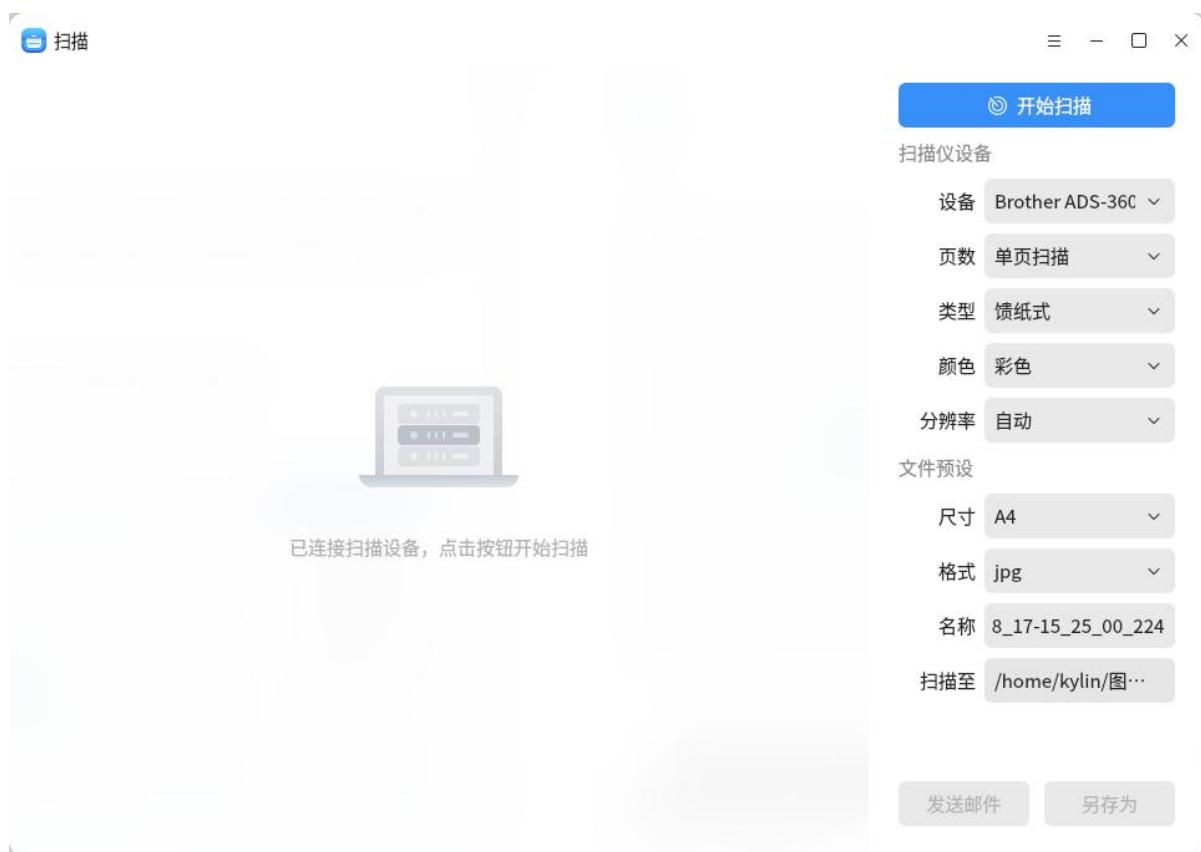 扫描
开始扫描
扫描仪设备
设备 Brother ADS-360
页数 单页扫描
类型 馈纸式
颜色 彩色
分辨率 自动
文件预设
尺寸 A4
格式 jpg
名称 8_17-15_25_00_224
扫描至 /home/kylin/图…
已连接扫描设备，点击按钮开始扫描
发送邮件 另存为